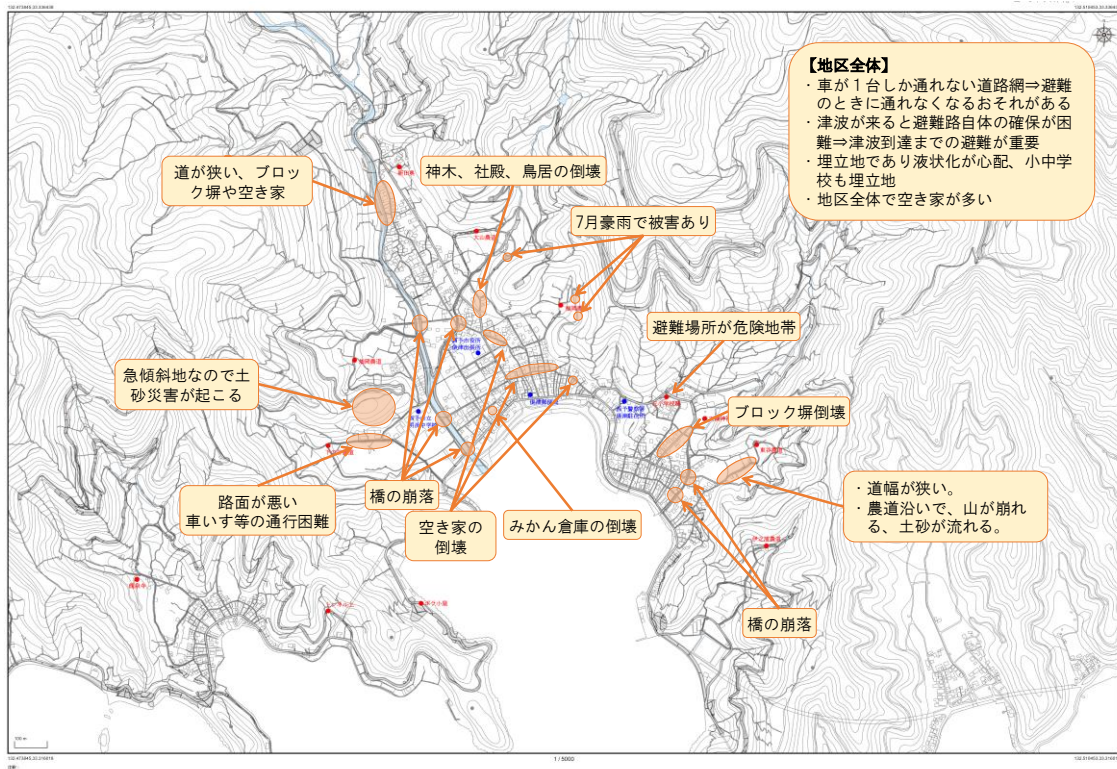 【地区全体】
・車が１台しか通れない道路網⇒避難
のときに通れなくなるおそれがある
・津波が来ると避難路自体の確保が困
難⇒津波到達までの避難が重要
・埋立地であり液状化が心配、小中学
校も埋立地
・地区全体で空き家が多い
道が狭い、ブロッ
ク塀や空き家
神木、社殿、鳥居の倒壊
7月豪雨で被害あり
避難場所が危険地帯
急傾斜地なので土
砂災害が起こる
ブロック塀倒壊
路面が悪い
車いす等の通行困難
橋の崩落
空き家の
倒壊
みかん倉庫の倒壊
・道幅が狭い。
・農道沿いで、山が崩れ
る、土砂が流れる。
橋の崩落
1 / 5000